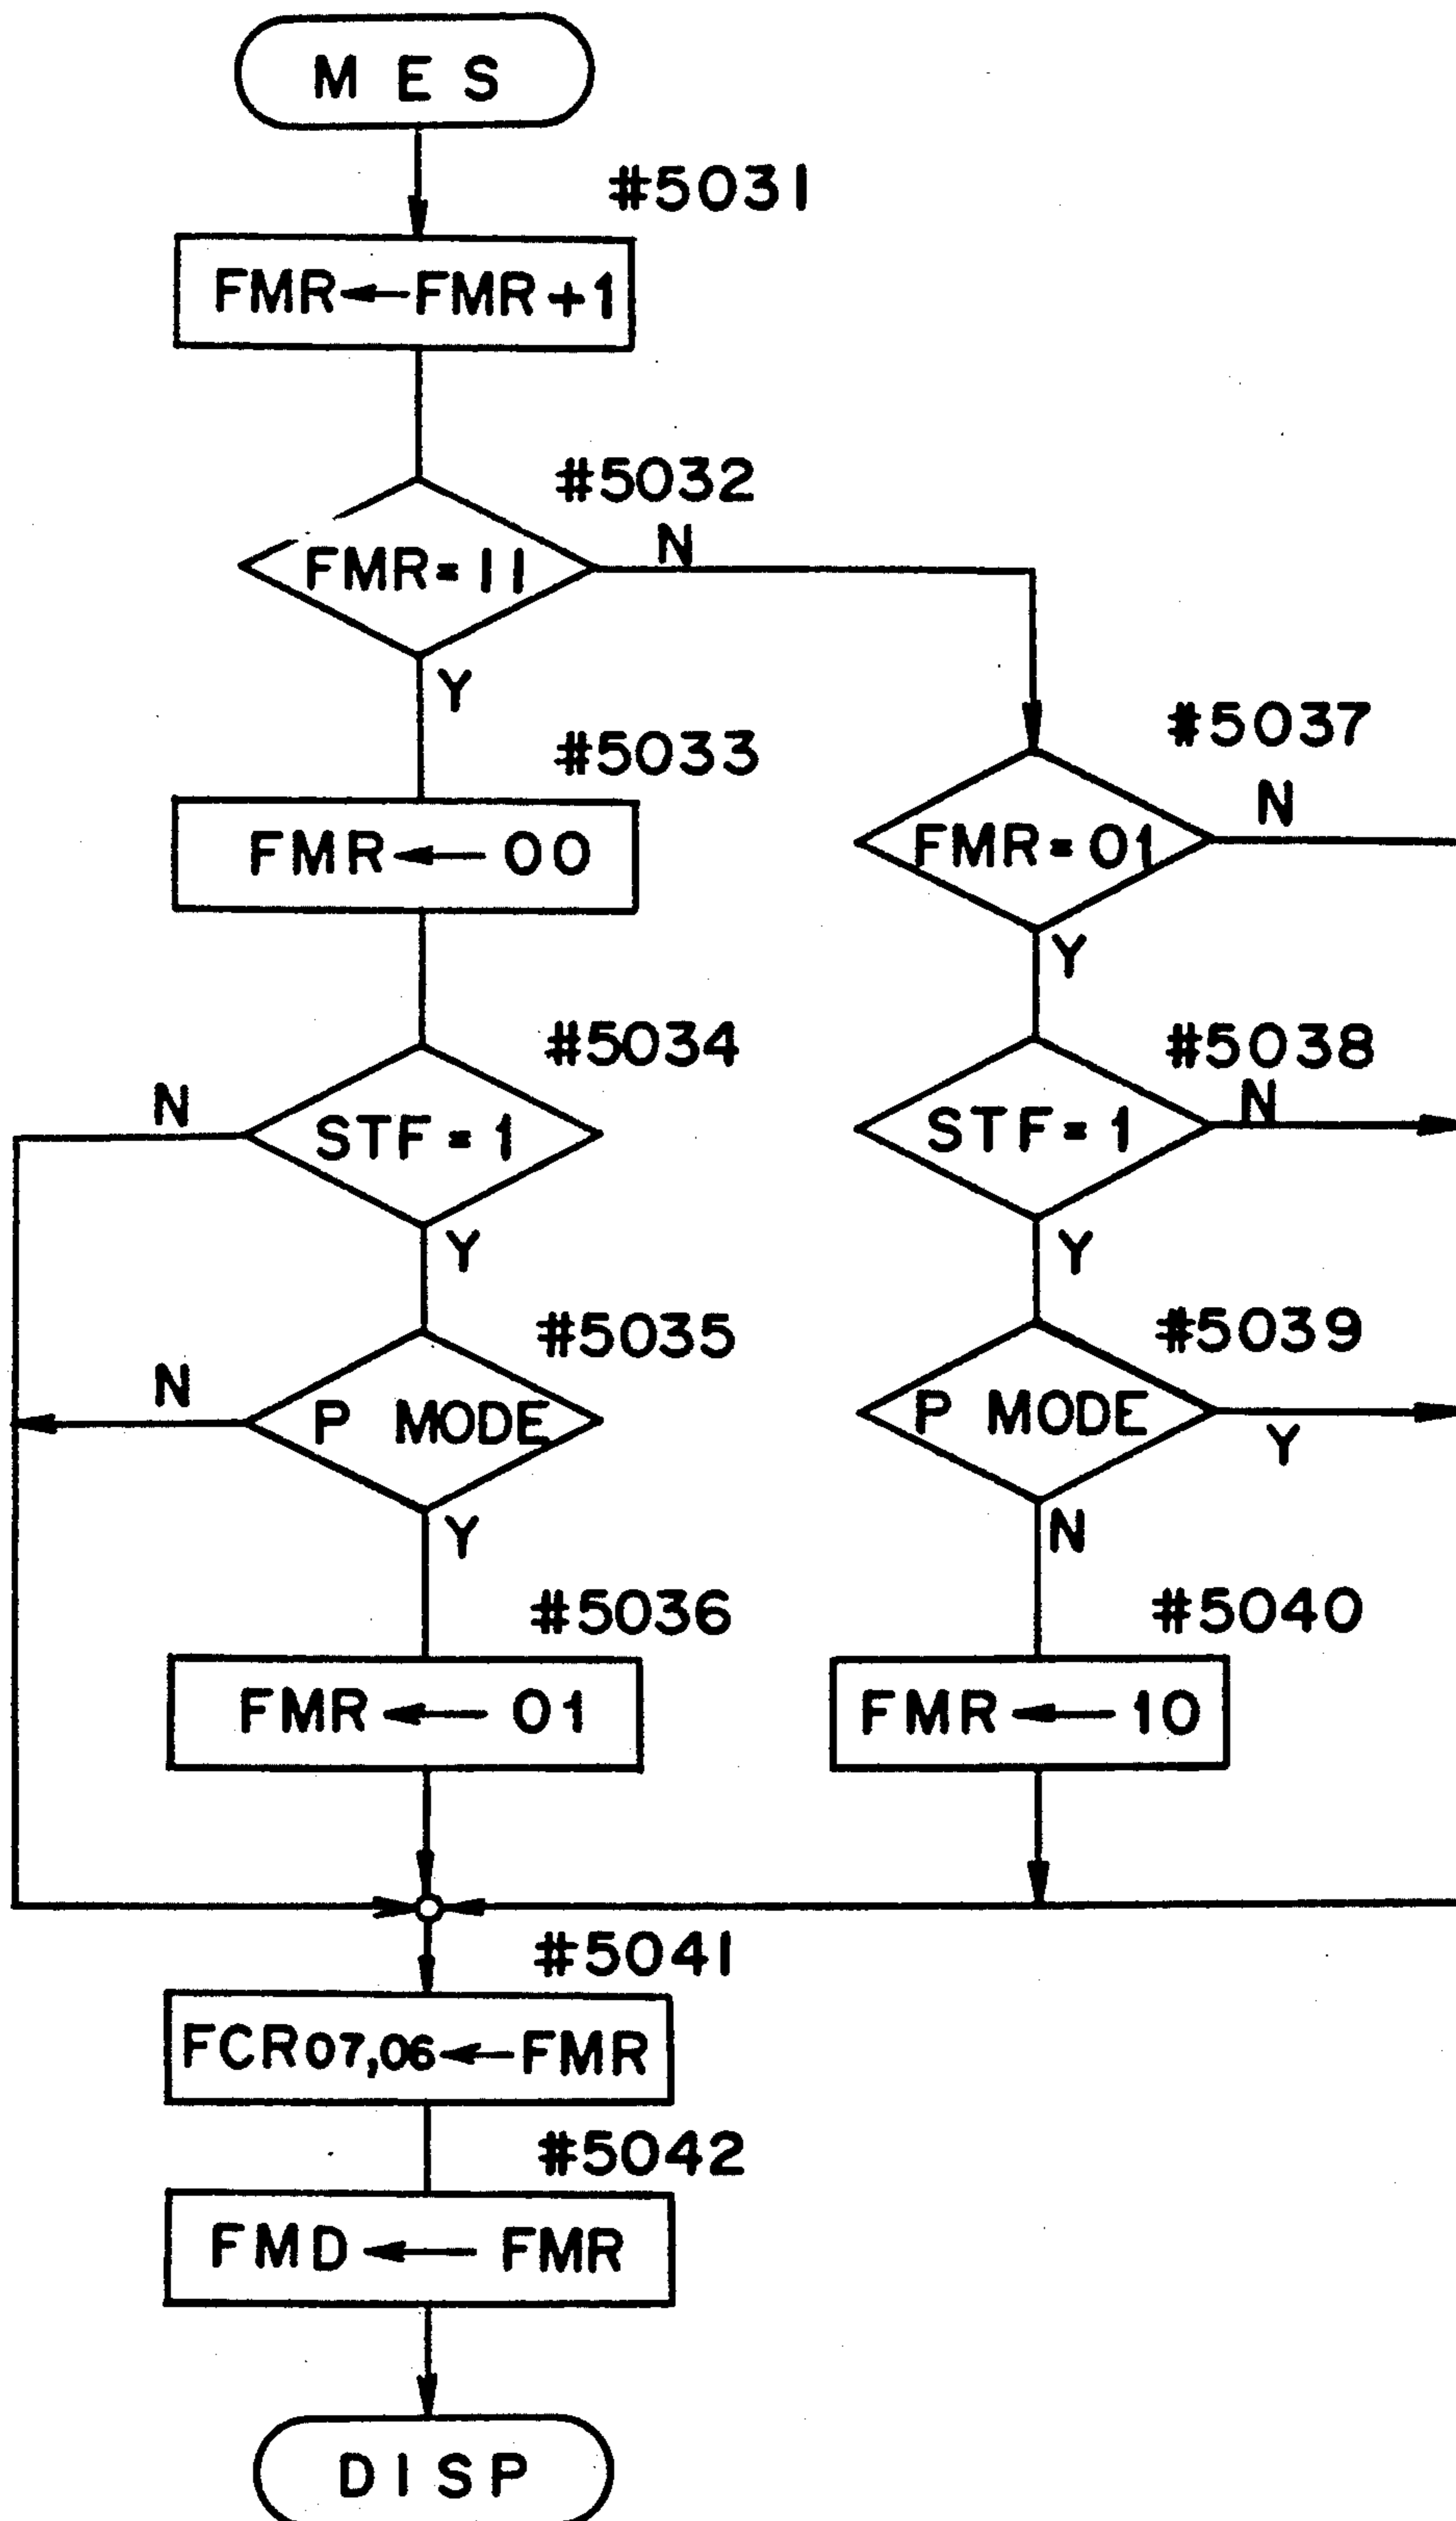 MES
#5031
FMR←FMR+1
#5032
FMR=11
N
Y
#5033
FMR←00
#5034
STF=1
N
Y
#5035
P MODE
N
Y
#5036
FMR←01
#5037
FMR=01
N
Y
#5038
STF=1
N
Y
#5039
P MODE
Y
N
#5040
FMR←10
#5041
FCR07,06←FMR
#5042
FMD←FMR
DISP